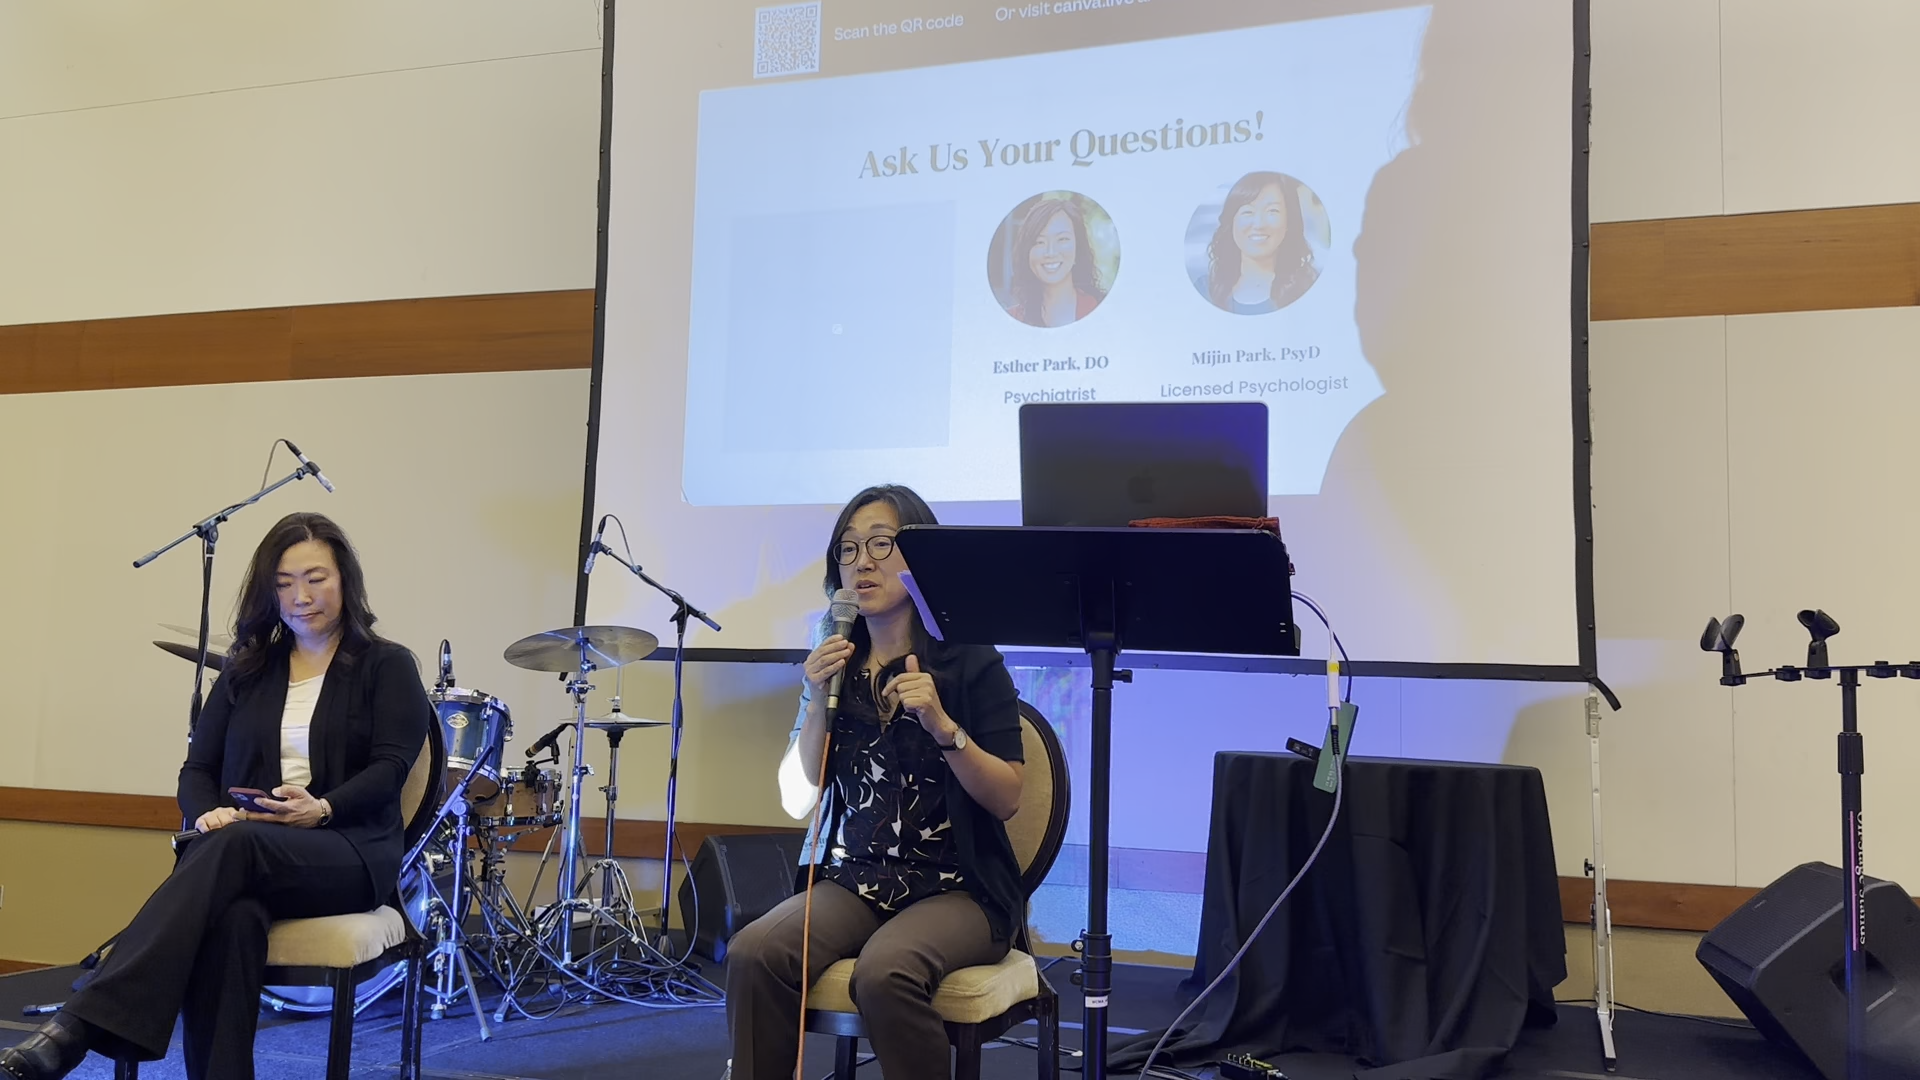 Scan the QR code
Or visit canva.live
Ask Us Your Questions!
Esther Park, DO
Psychiatrist
Mijin Park, PsyD
Licensed Psychologist
OnStageStands